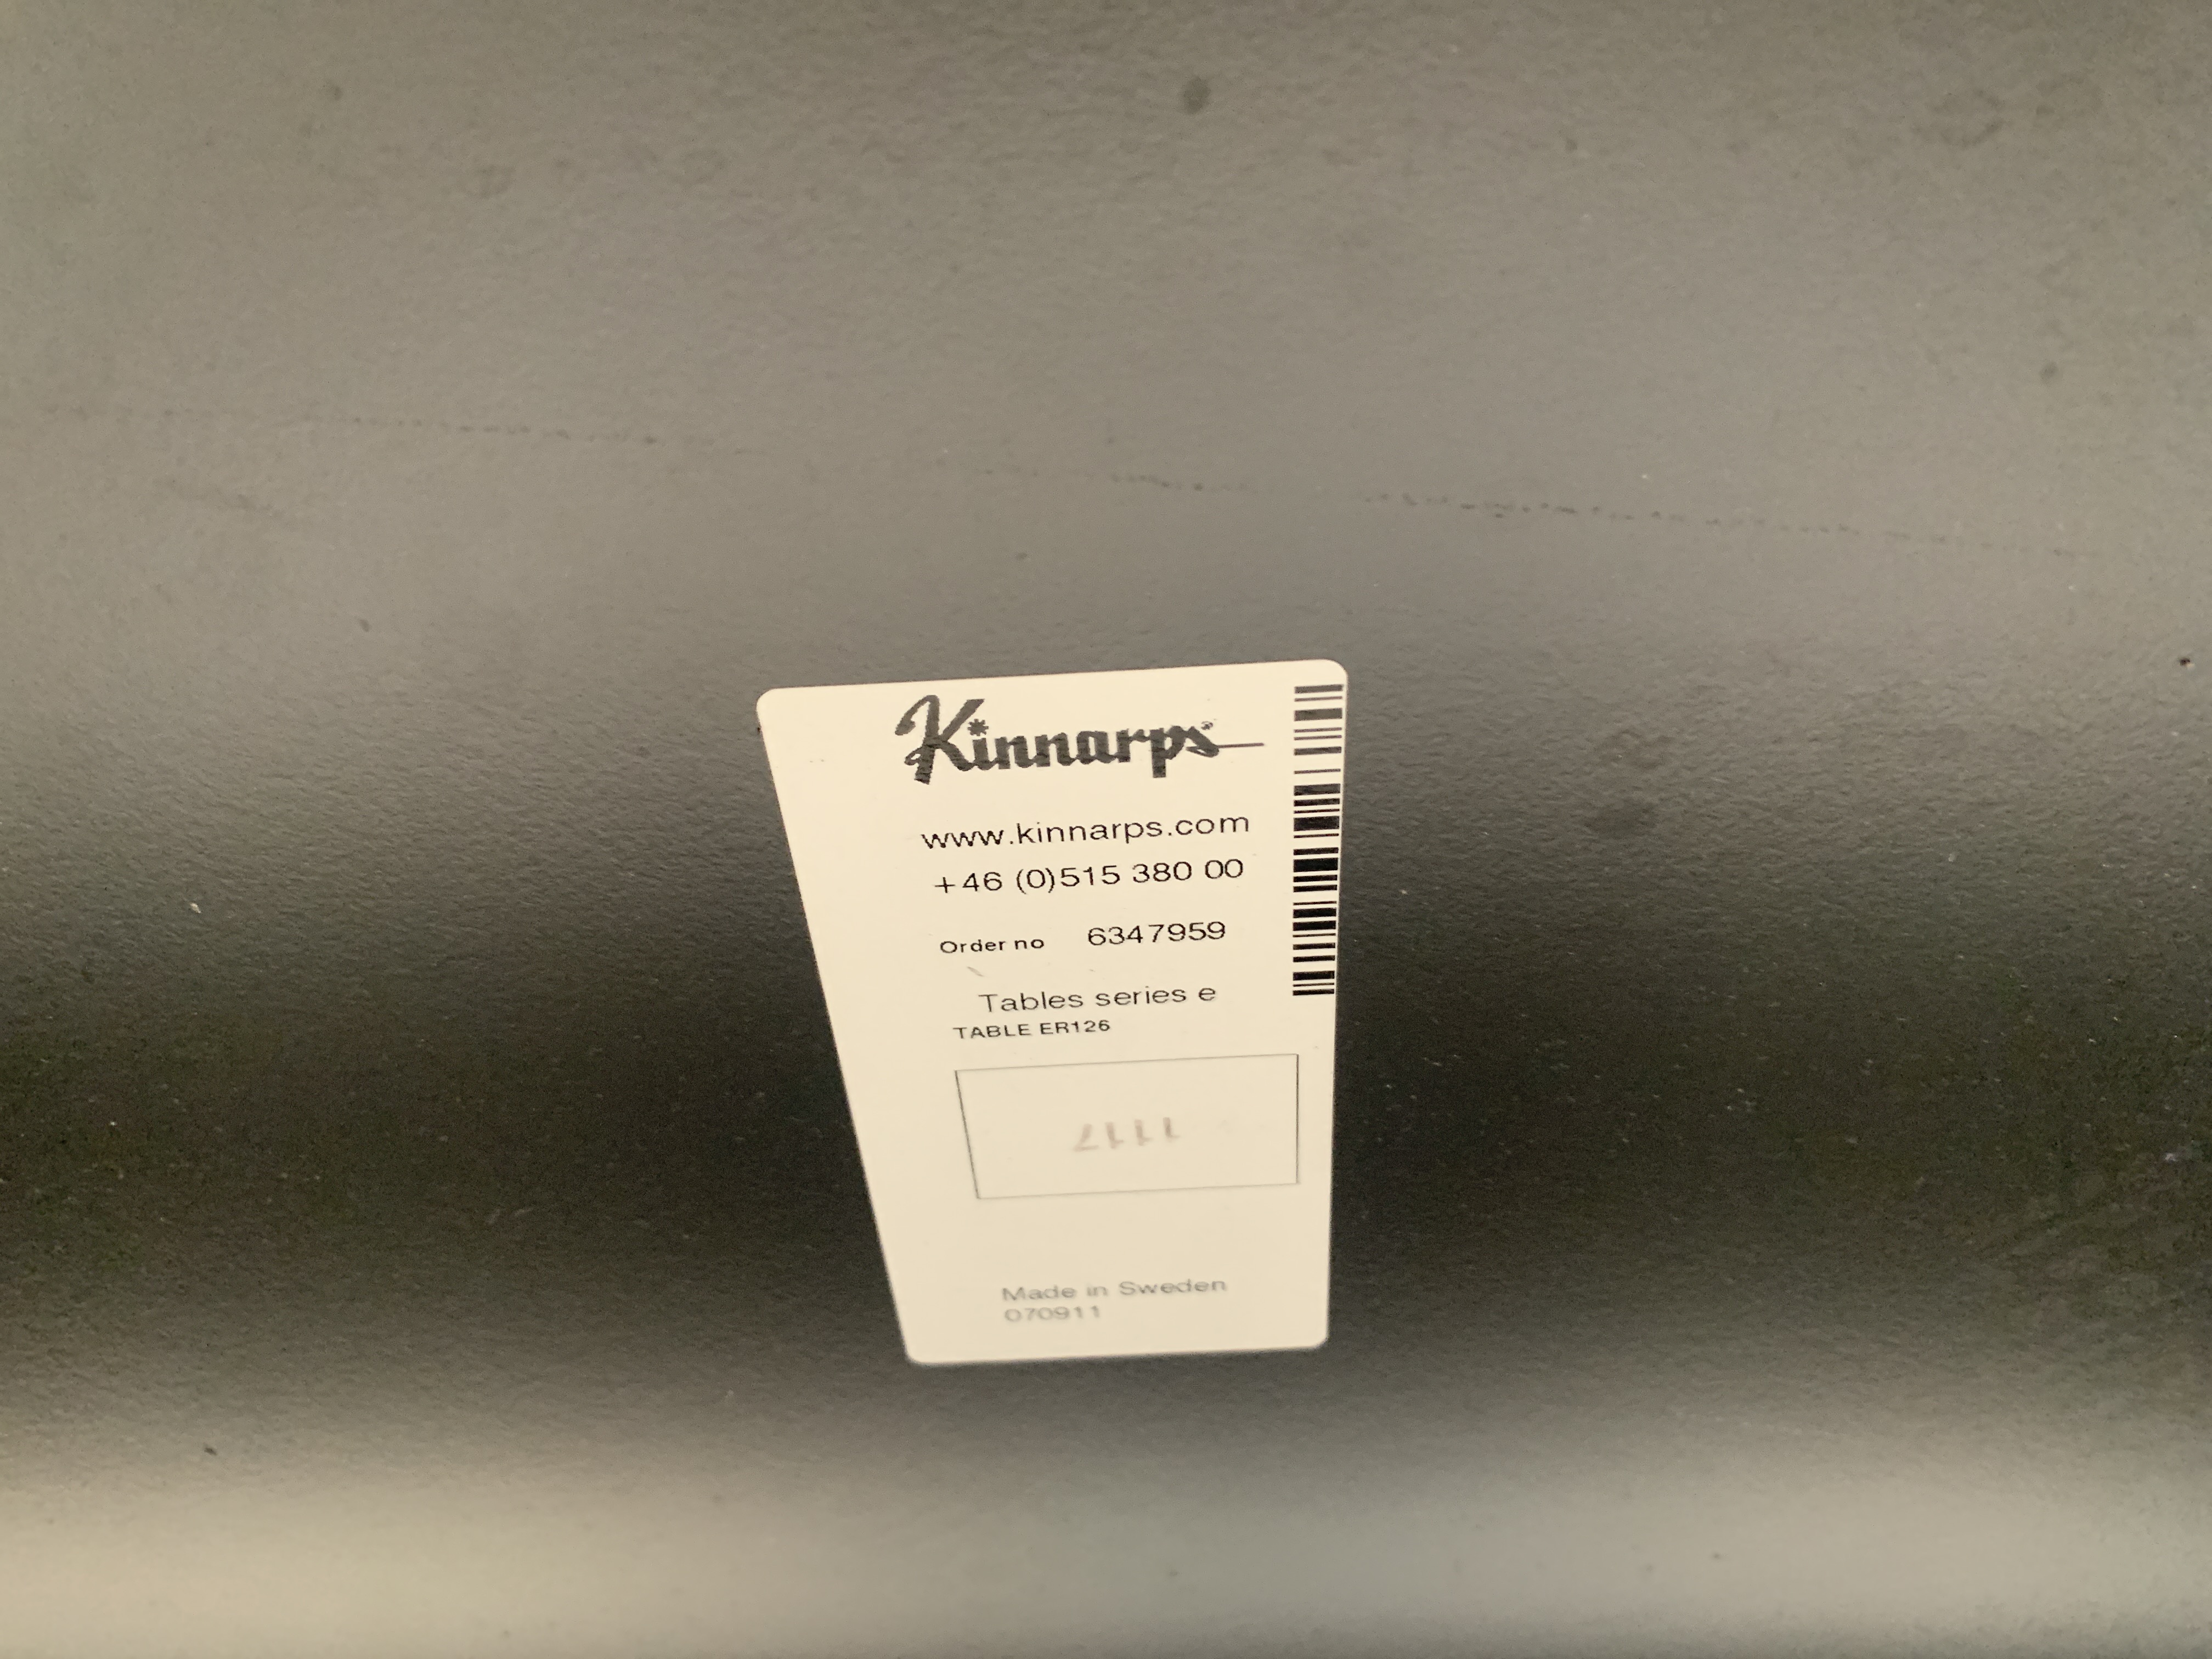 Kinnarps
www.kinnarps.com
+46 (0)515 380 00
Order no 6347959
Tables series e
TABLE ER126
1117
Made in Sweden
070911